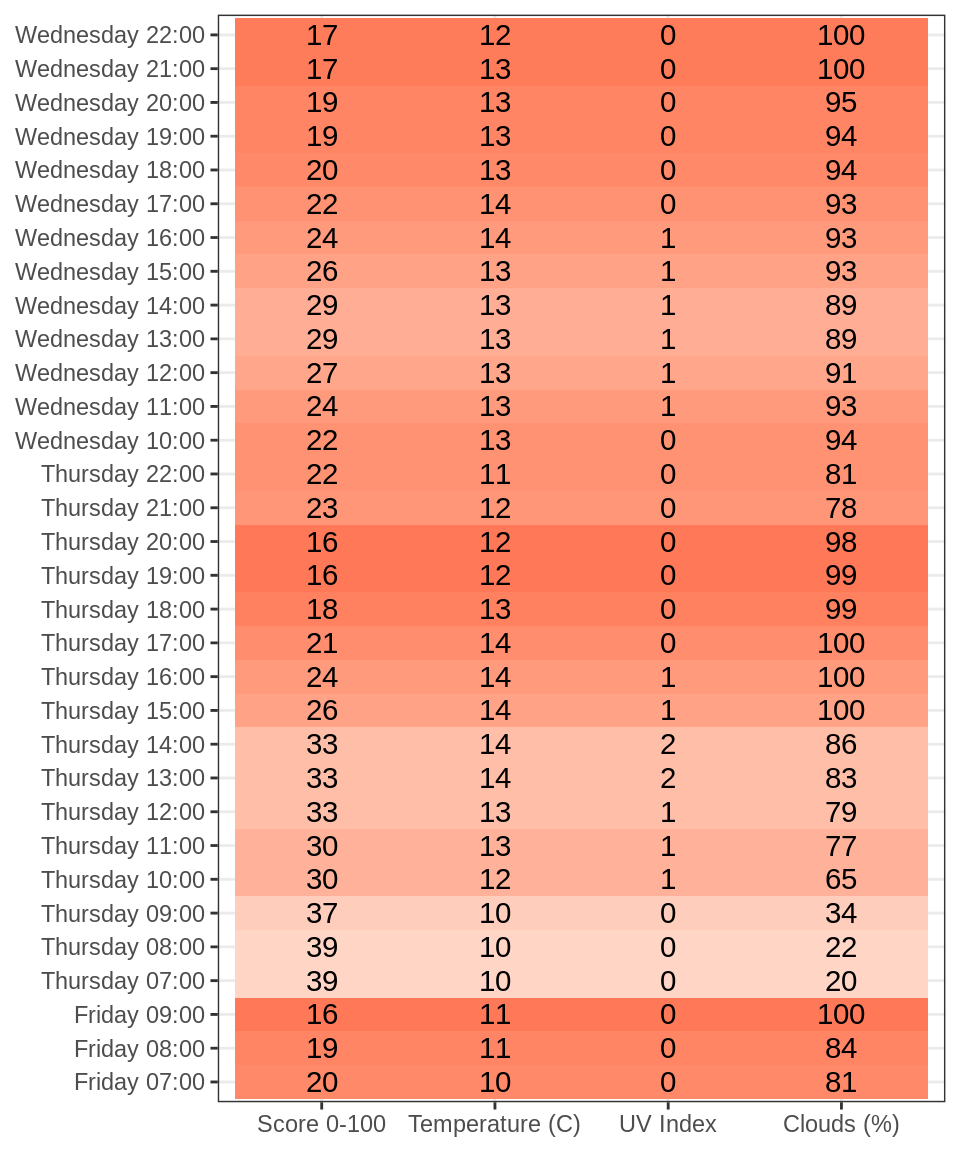 Wednesday 22:00 17 12 0 100
Wednesday 21:00 17 13 0 100
Wednesday 20:00 19 13 0 95
Wednesday 19:00 19 13 0 94
Wednesday 18:00 20 13 0 94
Wednesday 17:00 22 14 0 93
Wednesday 16:00 24 14 1 93
Wednesday 15:00 26 13 1 93
Wednesday 14:00 29 13 1 89
Wednesday 13:00 29 13 1 89
Wednesday 12:00 27 13 1 91
Wednesday 11:00 24 13 1 93
Wednesday 10:00 22 13 0 94
Thursday 22:00 22 11 0 81
Thursday 21:00 23 12 0 78
Thursday 20:00 16 12 0 98
Thursday 19:00 16 12 0 99
Thursday 18:00 18 13 0 99
Thursday 17:00 21 14 0 100
Thursday 16:00 24 14 1 100
Thursday 15:00 26 14 1 100
Thursday 14:00 33 14 2 86
Thursday 13:00 33 14 2 83
Thursday 12:00 33 13 1 79
Thursday 11:00 30 13 1 77
Thursday 10:00 30 12 1 65
Thursday 09:00 37 10 0 34
Thursday 08:00 39 10 0 22
Thursday 07:00 39 10 0 20
Friday 09:00 16 11 0 100
Friday 08:00 19 11 0 84
Friday 07:00 20 10 0 81
Score 0-100 Temperature (C) UV Index Clouds (%)